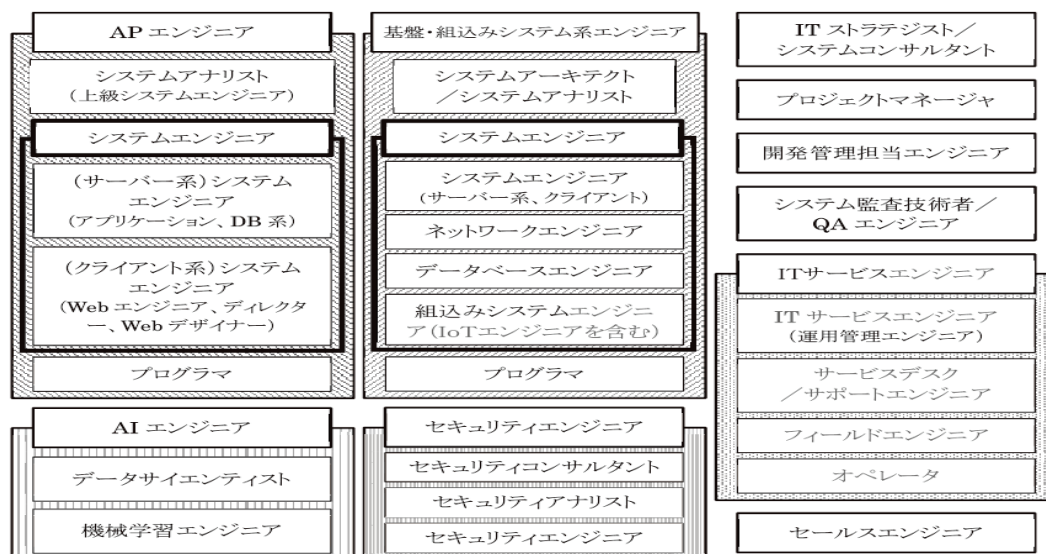 AP エンジニア
システムアナリスト
(上級システムエンジニア)
システムエンジニア
(サーバー系)システム
エンジニア
(アプリケーション、DB 系)
(クライアント系)システム
エンジニア
(Web エンジニア、ディレクタ
ー、Web デザイナー)
プログラマ
基盤・組込みシステム系エンジニア
システムアーキテクト
／システムアナリスト
システムエンジニア
システムエンジニア
(サーバー系、クライアント)
ネットワークエンジニア
データベースエンジニア
組込みシステムエンジニ
ア(IoTエンジニアを含む)
プログラマ
IT ストラテジスト／
システムコンサルタント
プロジェクトマネージャ
開発管理担当エンジニア
システム監査技術者／
QA エンジニア
ITサービスエンジニア
IT サービスエンジニア
(運用管理エンジニア)
サービスデスク
／サポートエンジニア
フィールドエンジニア
オペレータ
AI エンジニア
データサイエンティスト
機械学習エンジニア
セキュリティエンジニア
セキュリティコンサルタント
セキュリティアナリスト
セキュリティエンジニア
セールスエンジニア